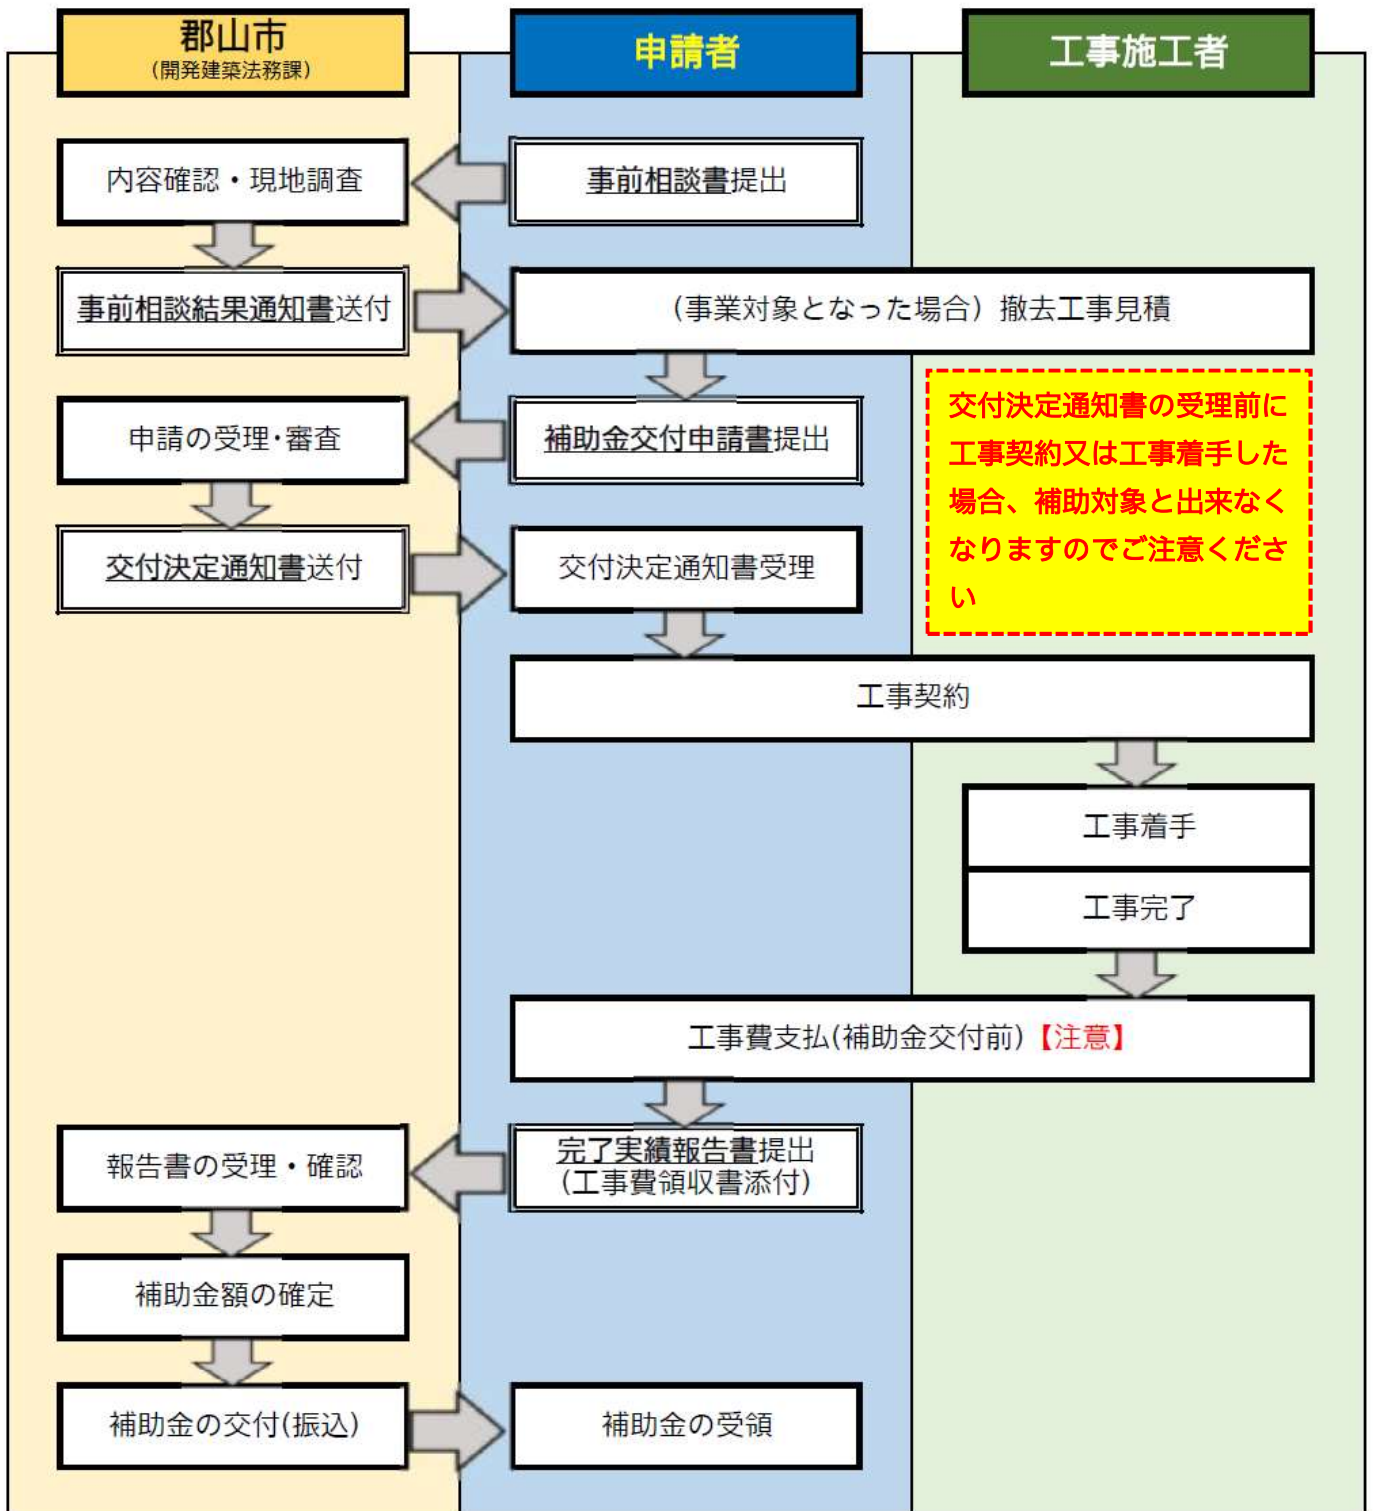 郡山市
(開発建築法務課)
申請者
工事施工者
事前相談書提出
内容確認・現地調査
事前相談結果通知書送付
(事業対象となった場合) 撤去工事見積
補助金交付申請書提出
申請の受理・審査
交付決定通知書送付
交付決定通知書受理
交付決定通知書の受理前に
工事契約又は工事着手した
場合、補助対象と出来なく
なりますのでご注意くださ
い
工事契約
工事着手
工事完了
工事費支払(補助金交付前)【注意】
完了実績報告書提出
(工事費領収書添付)
報告書の受理・確認
補助金額の確定
補助金の交付(振込)
補助金の受領